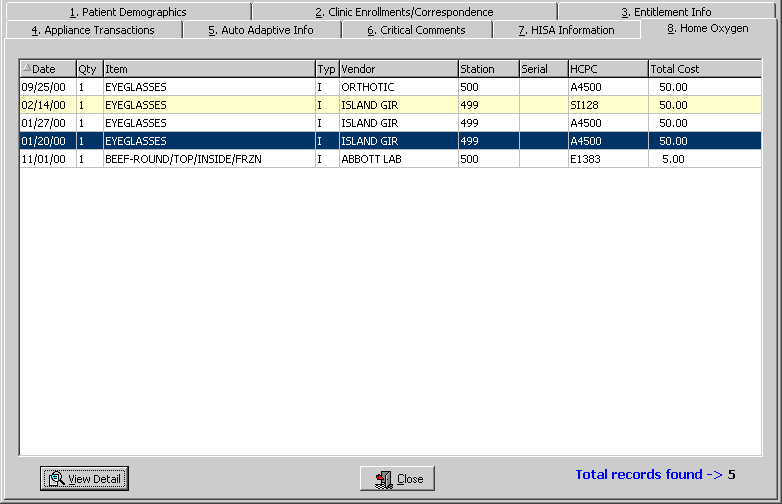 1. Patient Demographics 2. Clinic Enrollments/Correspondence 3. Entitlement Info
4. Appliance Transactions 5. Auto Adaptive Info 6. Critical Comments 7. HISA Information 8. Home Oxygen
Date Qty Item Typ Vendor Station Serial HCPC Total Cost
09/25/00 1 EYEGLASSES I ORTHOTIC 500 A4500 50.00
02/14/00 1 EYEGLASSES I ISLAND GIR 499 SI128 50.00
01/27/00 1 EYEGLASSES I ISLAND GIR 499 A4500 50.00
01/20/00 1 EYEGLASSES I ISLAND GIR 499 A4500 50.00
11/01/00 1 BEEF-ROUND/TOP/INSIDE/FRZN I ABBOTT LAB 500 E1383 5.00
View Detail Close Total records found -> 5